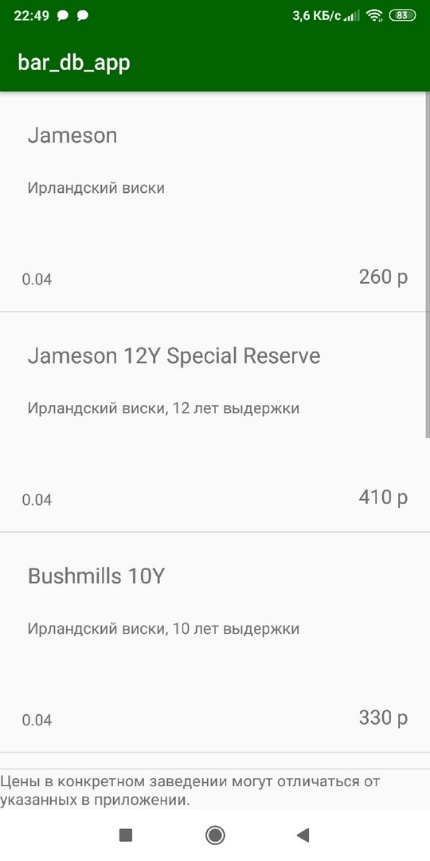 22:49 3,6 КБ/с 83
bar_db_app
Jameson
Ирландский виски
0.04 260 р
Jameson 12Y Special Reserve
Ирландский виски, 12 лет выдержки
0.04 410 р
Bushmills 10Y
Ирландский виски, 10 лет выдержки
0.04 330 р
Цены в конкретном заведении могут отличаться от
указанных в приложении.